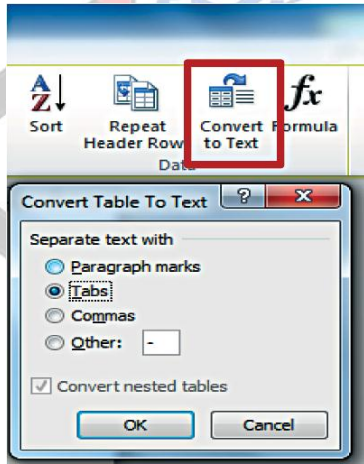 A
Z
fx
Sort Repeat Convert Formula
Header Row to Text
Data
Convert Table To Text ? X
Separate text with
Paragraph marks
Tabs
Commas
Other: -
Convert nested tables
OK Cancel